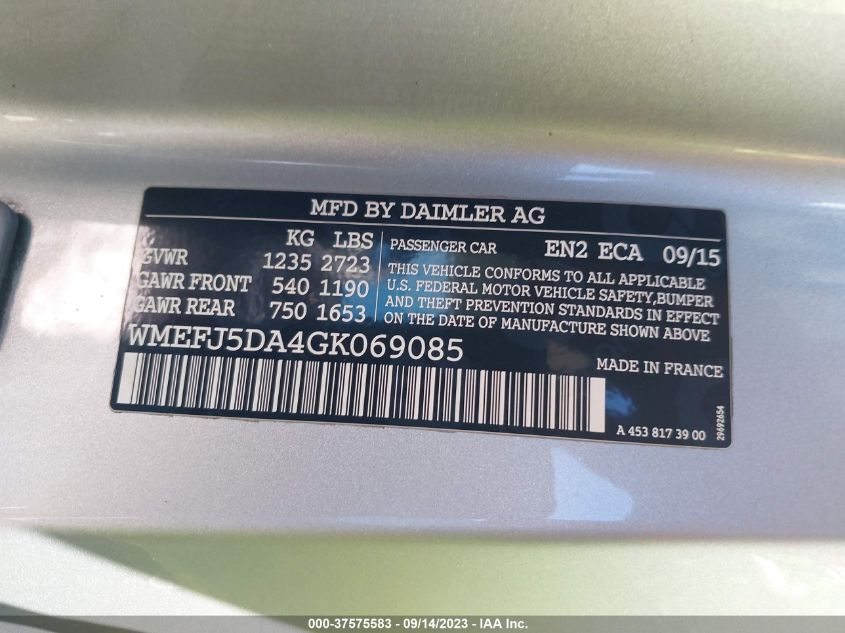 MFD BY DAIMLER AG
KG LBS
GVWR 1235 2723
GAWR FRONT 540 1190
GAWR REAR 750 1653
PASSENGER CAR EN2 ECA 09/15
THIS VEHICLE CONFORMS TO ALL APPLICABLE
U.S. FEDERAL MOTOR VEHICLE SAFETY, BUMPER
AND THEFT PREVENTION STANDARDS IN EFFECT
ON THE DATE OF MANUFACTURE SHOWN ABOVE
WMEFJ5DA4GK069085
MADE IN FRANCE
A 453 817 39 00
29692654
000-37575583 - 09/14/2023 - IAA Inc.